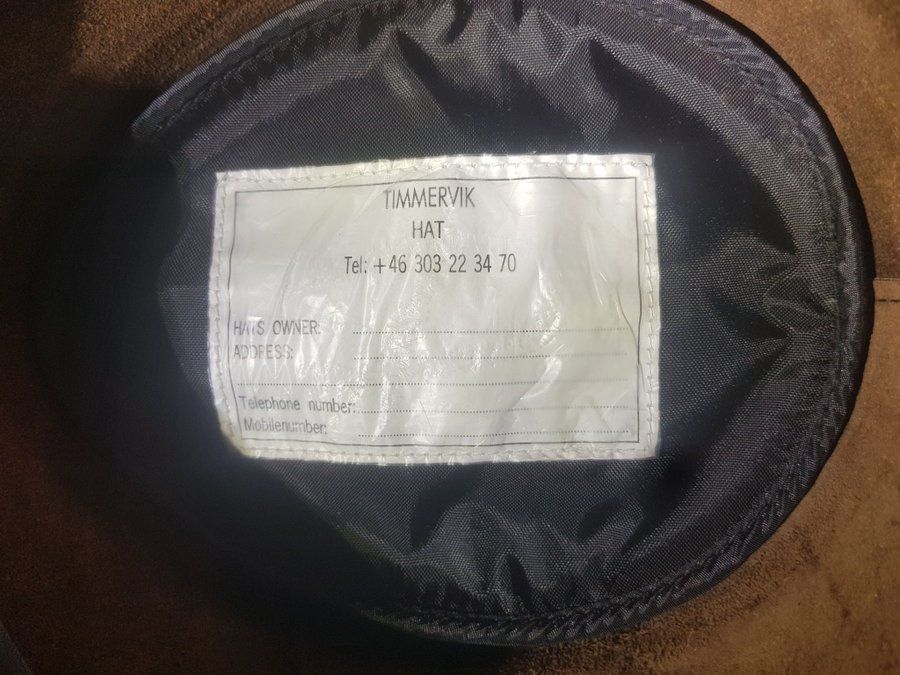 TIMMERVIK
HAT
Tel: +46 303 22 34 70
HATS OWNER:
ADDRESS:
Telephone number:
Mobilenumber: